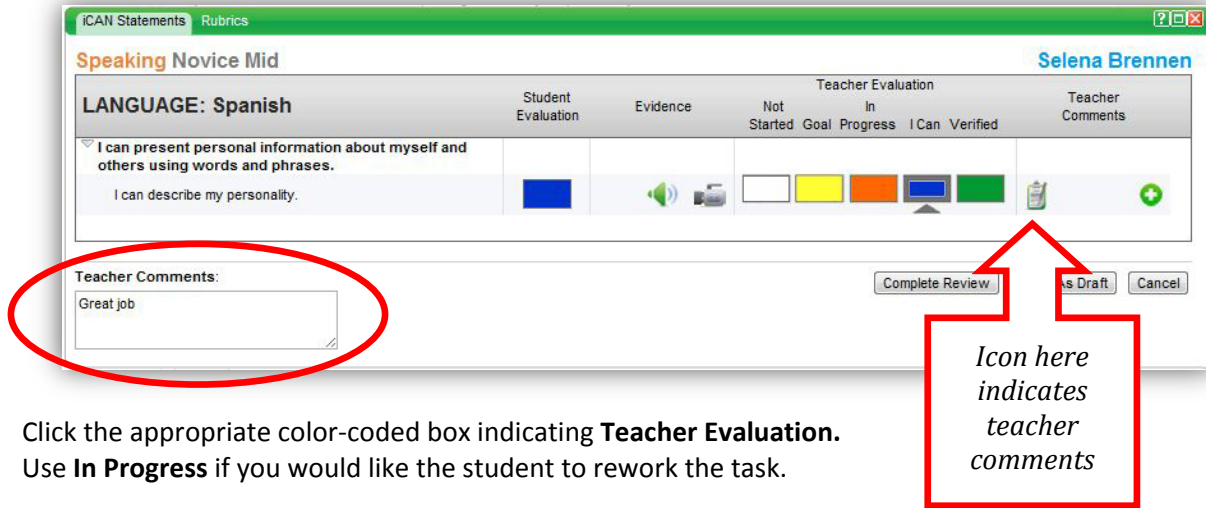 iCAN Statements Rubrics
Speaking Novice Mid
Selena Brennen
LANGUAGE: Spanish
Student
Evaluation
Evidence
Teacher Evaluation
Not
Started
Goal
In
Progress
I Can
Verified
Teacher
Comments
I can present personal information about myself and
others using words and phrases.
I can describe my personality.
Teacher Comments:
Great job
Complete Review
As Draft
Cancel
Icon here
indicates
teacher
comments
Click the appropriate color-coded box indicating Teacher Evaluation.
Use In Progress if you would like the student to rework the task.